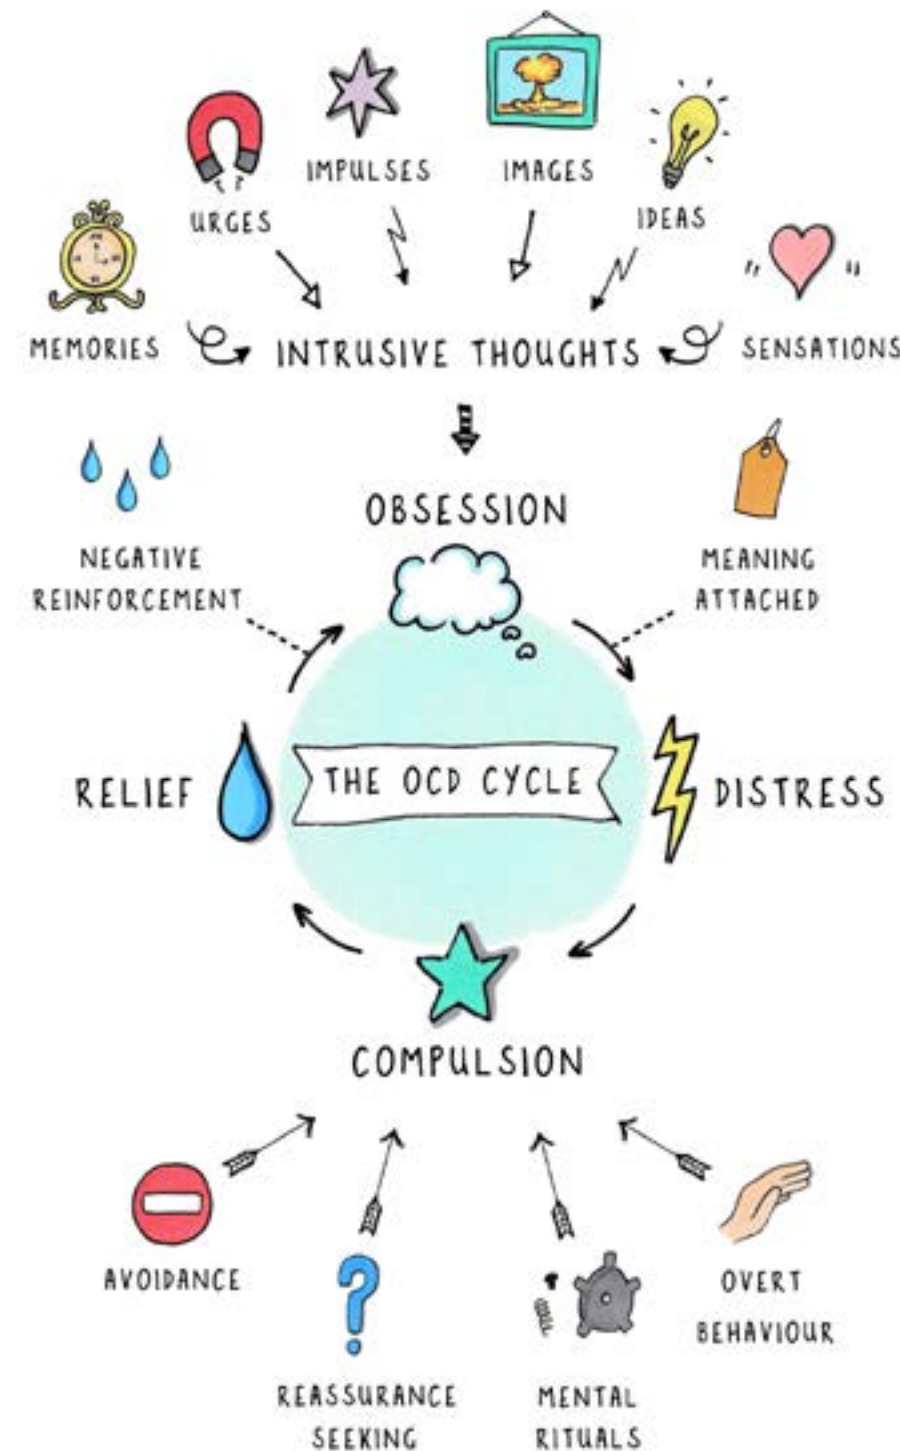 IMPULSES
IMAGES
URGES
IDEAS
MEMORIES
INTRUSIVE THOUGHTS
SENSATIONS
OBSESSION
NEGATIVE
REINFORCEMENT
MEANING
ATTACHED
RELIEF
THE OCD CYCLE
DISTRESS
COMPULSION
AVOIDANCE
REASSURANCE
SEEKING
MENTAL
RITUALS
OVERT
BEHAVIOUR